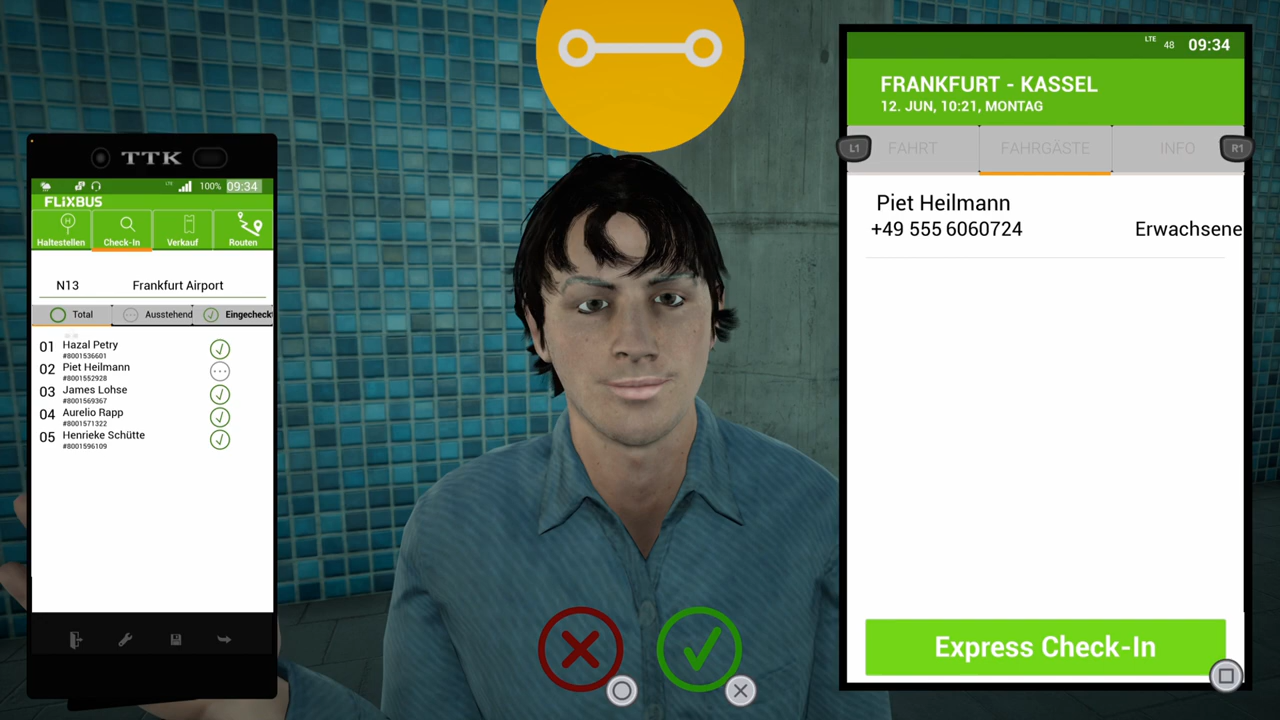 TTK
LTE 100% 09:34
FLiXBUS
H
Haltestellen Check-In Verkauf Routen
N13 Frankfurt Airport
Total Ausstehend Eingecheckt
01 Hazal Petry
#8001536601
02 Piet Heilmann
#8001552928
03 James Lohse
#8001569367
04 Aurelio Rapp
#8001571322
05 Henrieke Schütte
#8001596109
LTE 48 09:34
FRANKFURT - KASSEL
12. JUN, 10:21, MONTAG
L1 FAHRT FAHRGÄSTE INFO R1
Piet Heilmann
+49 555 6060724 Erwachsene
Express Check-In